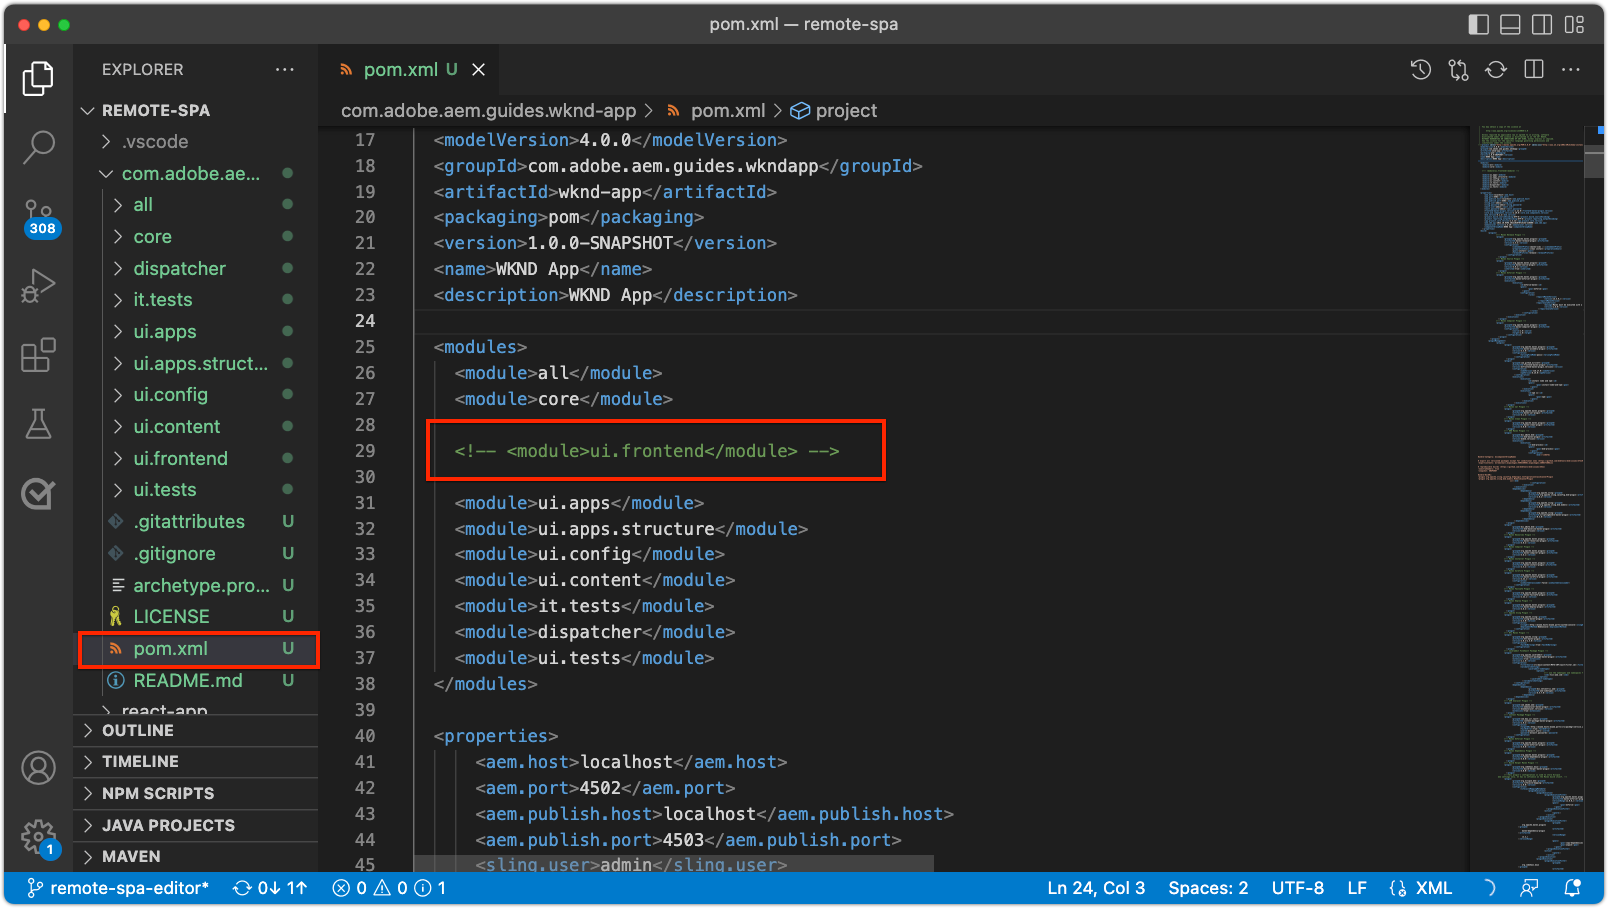 pom.xml — remote-spa
EXPLORER
REMOTE-SPA
.vscode
com.adobe.ae...
all
core
dispatcher
it.tests
ui.apps
ui.apps.struct...
ui.config
ui.content
ui.frontend
ui.tests
.gitattributes U
.gitignore U
archetype.pro... U
LICENSE U
pom.xml U
README.md U
react-app
OUTLINE
TIMELINE
NPM SCRIPTS
JAVA PROJECTS
MAVEN
308
1
pom.xml U
com.adobe.aem.guides.wknd-app > pom.xml > project
17 <modelVersion>4.0.0</modelVersion>
18 <groupId>com.adobe.aem.guides.wkndapp</groupId>
19 <artifactId>wknd-app</artifactId>
20 <packaging>pom</packaging>
21 <version>1.0.0-SNAPSHOT</version>
22 <name>WKND App</name>
23 <description>WKND App</description>
24
25 <modules>
26 <module>all</module>
27 <module>core</module>
28
29 <!-- <module>ui.frontend</module> -->
30
31 <module>ui.apps</module>
32 <module>ui.apps.structure</module>
33 <module>ui.config</module>
34 <module>ui.content</module>
35 <module>it.tests</module>
36 <module>dispatcher</module>
37 <module>ui.tests</module>
38 </modules>
39
40 <properties>
41 <aem.host>localhost</aem.host>
42 <aem.port>4502</aem.port>
43 <aem.publish.host>localhost</aem.publish.host>
44 <aem.publish.port>4503</aem.publish.port>
45 <sling.user>admin</sling.user>
remote-spa-editor* 0↓ 1↑ 0 0 1 Ln 24, Col 3 Spaces: 2 UTF-8 LF XML